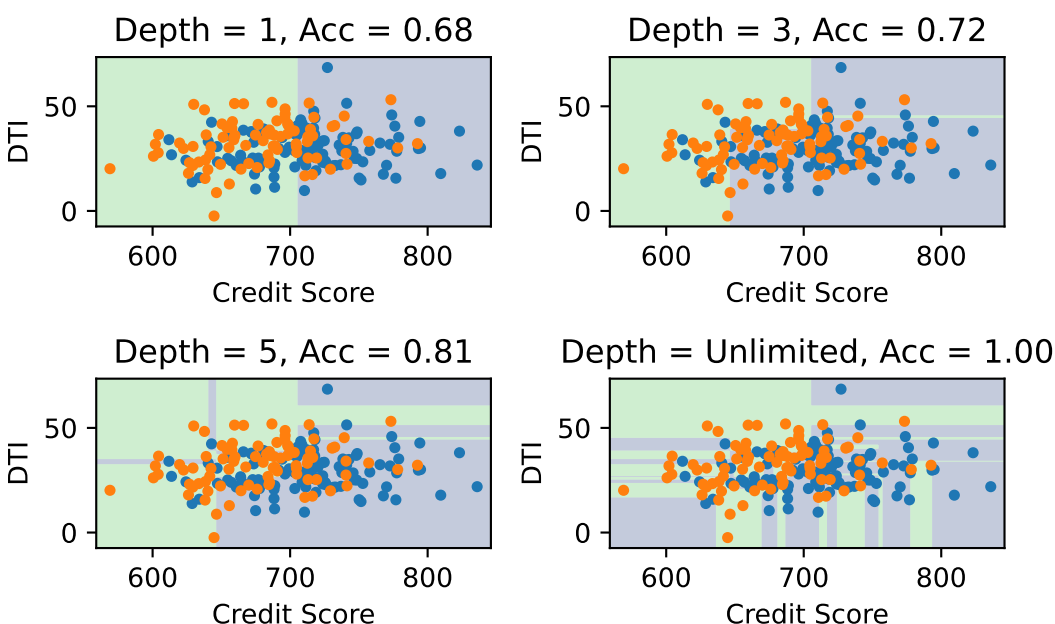 Depth = 1, Acc = 0.68
DTI
50
0
600 700 800
Credit Score
Depth = 3, Acc = 0.72
DTI
50
0
600 700 800
Credit Score
Depth = 5, Acc = 0.81
DTI
50
0
600 700 800
Credit Score
Depth = Unlimited, Acc = 1.00
DTI
50
0
600 700 800
Credit Score